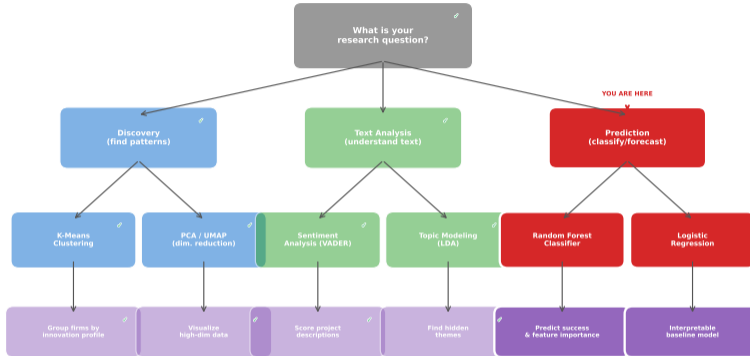 What is your
research question?
YOU ARE HERE
Discovery
(find patterns)
Text Analysis
(understand text)
Prediction
(classify/forecast)
K-Means
Clustering
PCA / UMAP
(dim. reduction)
Sentiment
Analysis (VADER)
Topic Modeling
(LDA)
Random Forest
Classifier
Logistic
Regression
Group firms by
innovation profile
Visualize
high-dim data
Score project
descriptions
Find hidden
themes
Predict success
& feature importance
Interpretable
baseline model